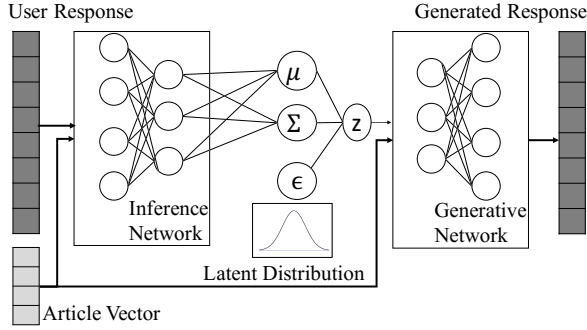 User Response
Generated Response
μ
Σ
z
ϵ
Inference
Network
Generative
Network
Latent Distribution
Article Vector